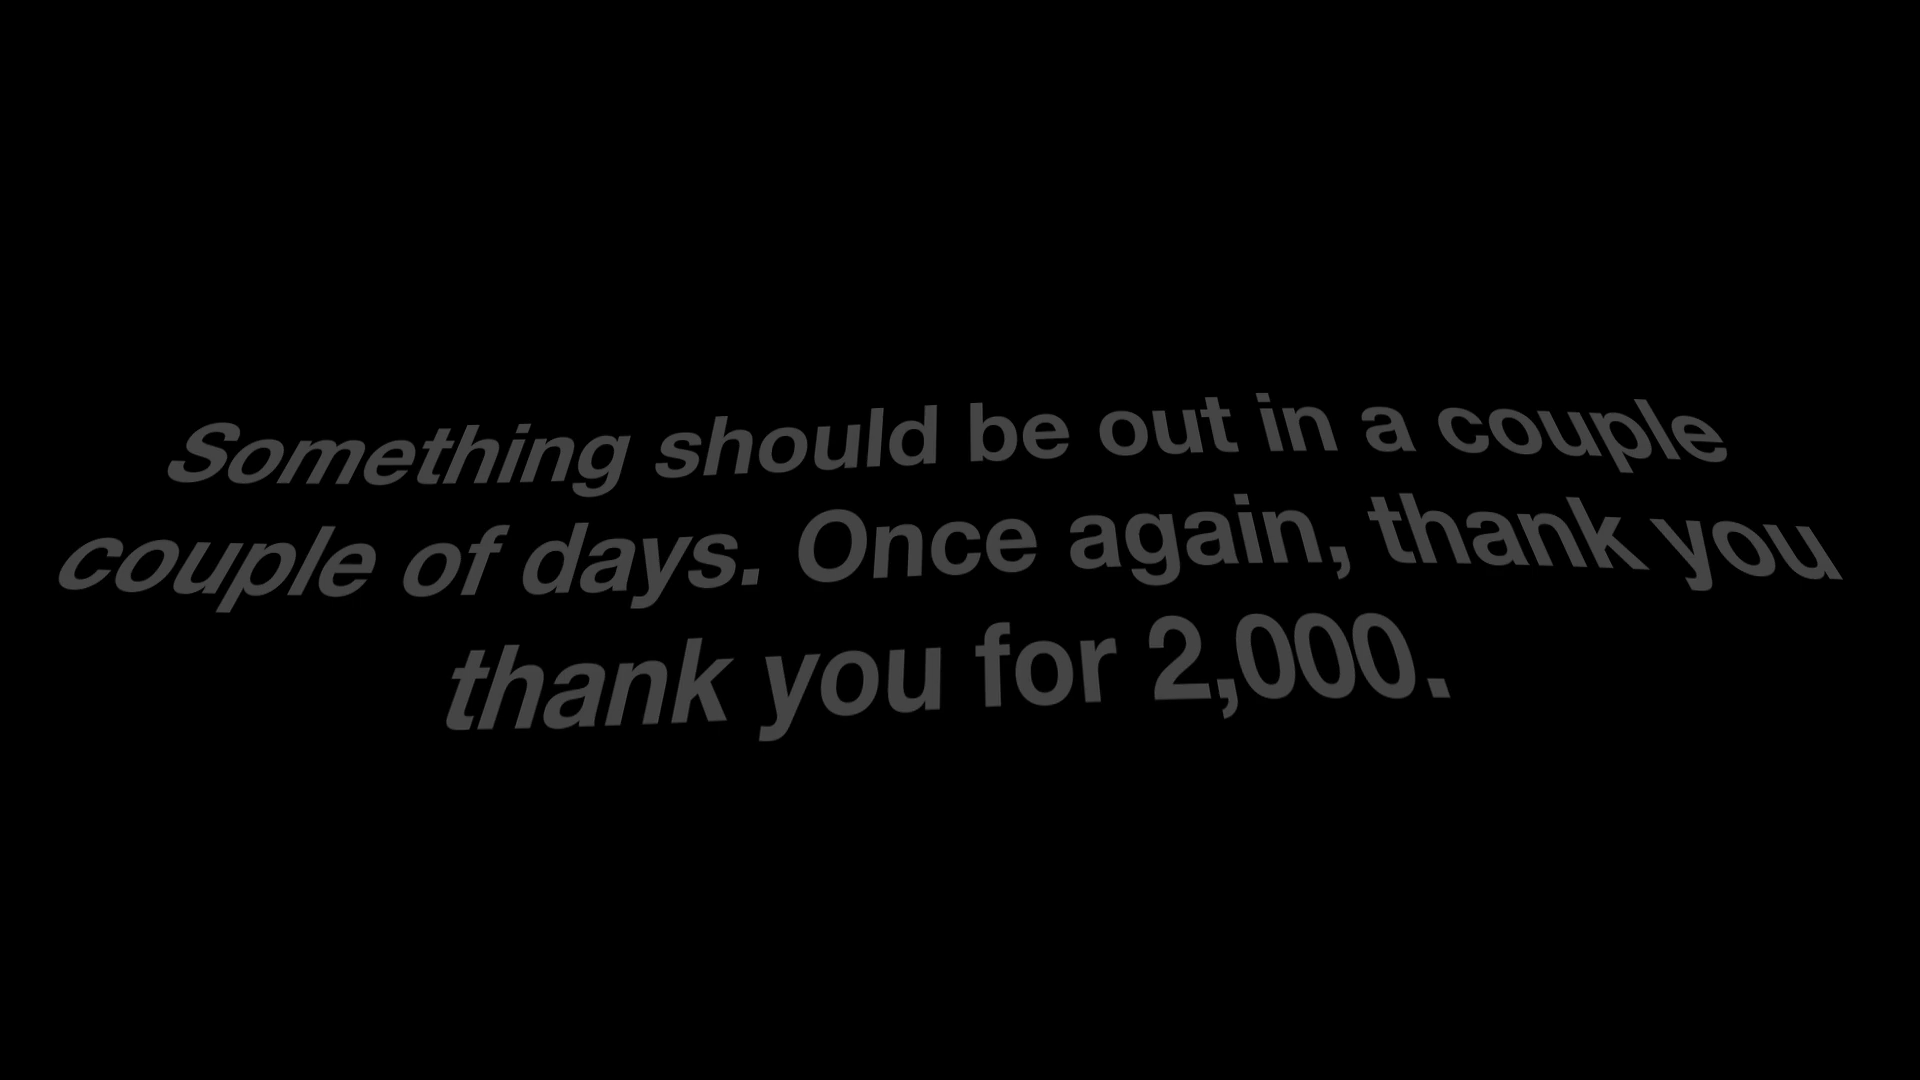 Something should be out in a couple
couple of days. Once again, thank you
thank you for 2,000.